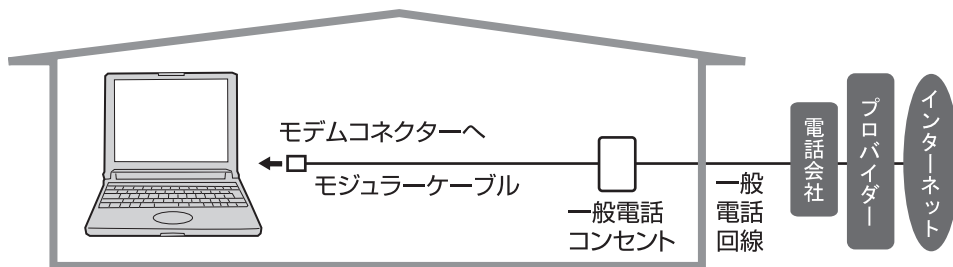 モデムコネクターへ
モジュラーケーブル
一般電話
コンセント
一般
電話
回線
電話会社
プロバイダー
インターネット